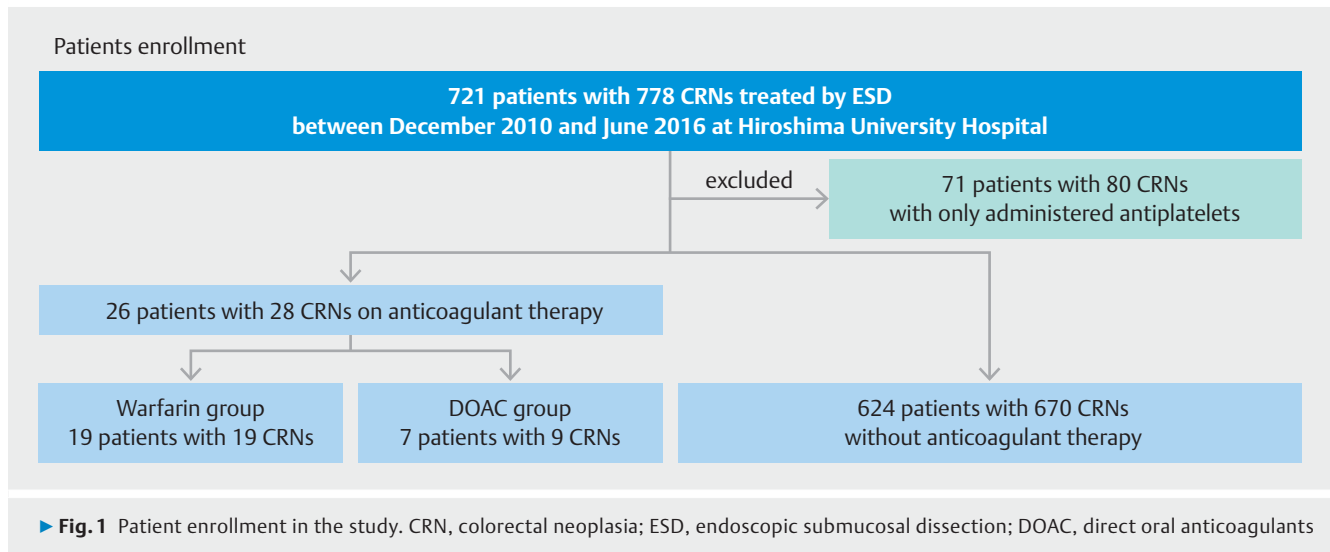 Patients enrollment
721 patients with 778 CRNs treated by ESD
between December 2010 and June 2016 at Hiroshima University Hospital
excluded
71 patients with 80 CRNs
with only administered antiplatelets
26 patients with 28 CRNs on anticoagulant therapy
Warfarin group
19 patients with 19 CRNs
DOAC group
7 patients with 9 CRNs
624 patients with 670 CRNs
without anticoagulant therapy
▶ Fig. 1 Patient enrollment in the study. CRN, colorectal neoplasia; ESD, endoscopic submucosal dissection; DOAC, direct oral anticoagulants